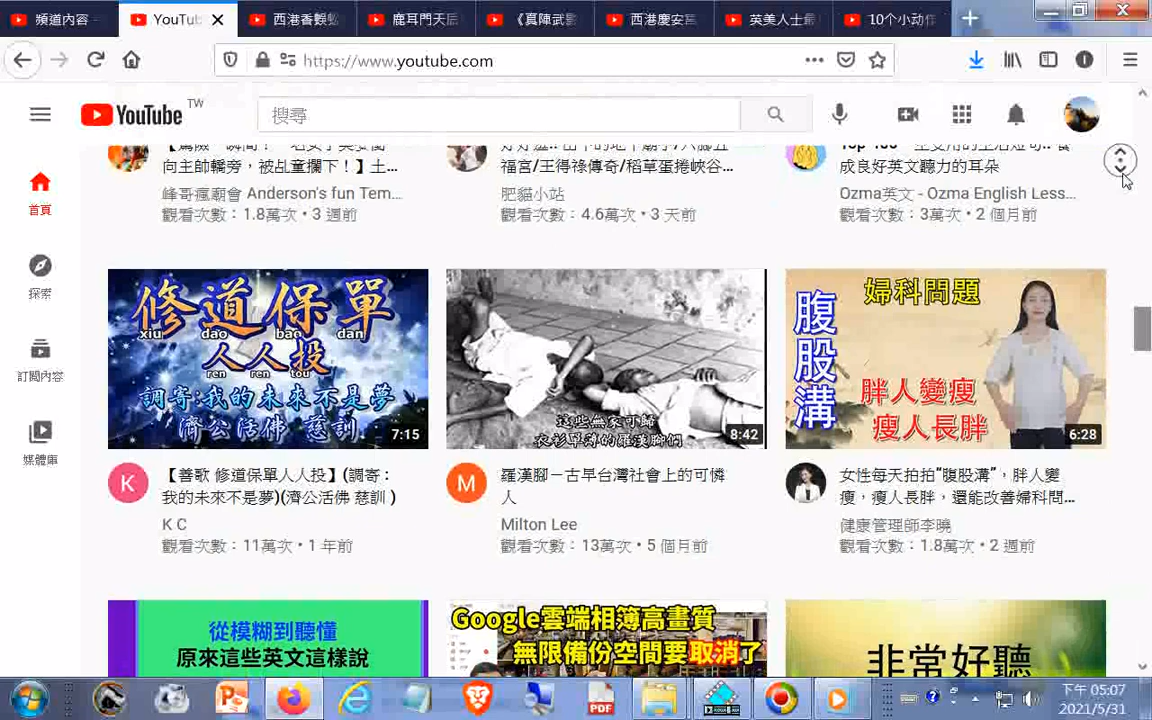 頻道內容
YouTub
西港香觀
鹿耳門天后
《真陣武
西港慶安宮
英美人士最
10个小动作
https://www.youtube.com
YouTube
TW
搜尋
首頁
探索
訂閱內容
媒體庫
向主帥轎旁，被乩童攔下！】土...
峰哥瘋廟會 Anderson's fun Tem...
觀看次數：1.8萬次 • 3 週前
福宮/王得祿傳奇/稻草蛋捲峽谷...
肥貓小站
觀看次數：4.6萬次 • 3 天前
成良好英文聽力的耳朵
Ozma英文 - Ozma English Less...
觀看次數：3萬次 • 2 個月前
修道保單
xiu dao bao dan
人人投
ren ren tou
調寄:我的未來不是夢
濟公活佛 慈訓
7:15
這些無家可歸
衣衫單薄的羅漢腳們
8:42
婦科問題
腹股溝
胖人變瘦
瘦人長胖
6:28
K
【善歌 修道保單人人投】(調寄：
我的未來不是夢)(濟公活佛 慈訓 )
K C
觀看次數：11萬次 • 1 年前
M
羅漢腳－古早台灣社會上的可憐
人
Milton Lee
觀看次數：13萬次 • 5 個月前
女性每天拍拍“腹股溝”，胖人變
瘦，瘦人長胖，還能改善婦科問...
健康管理師李曉
觀看次數：1.8萬次 • 2 週前
從模糊到聽懂
原來這些英文這樣說
Google雲端相簿高畫質
無限備份空間要取消了
非常好聽
PDF
下午 05:07
2021/5/31